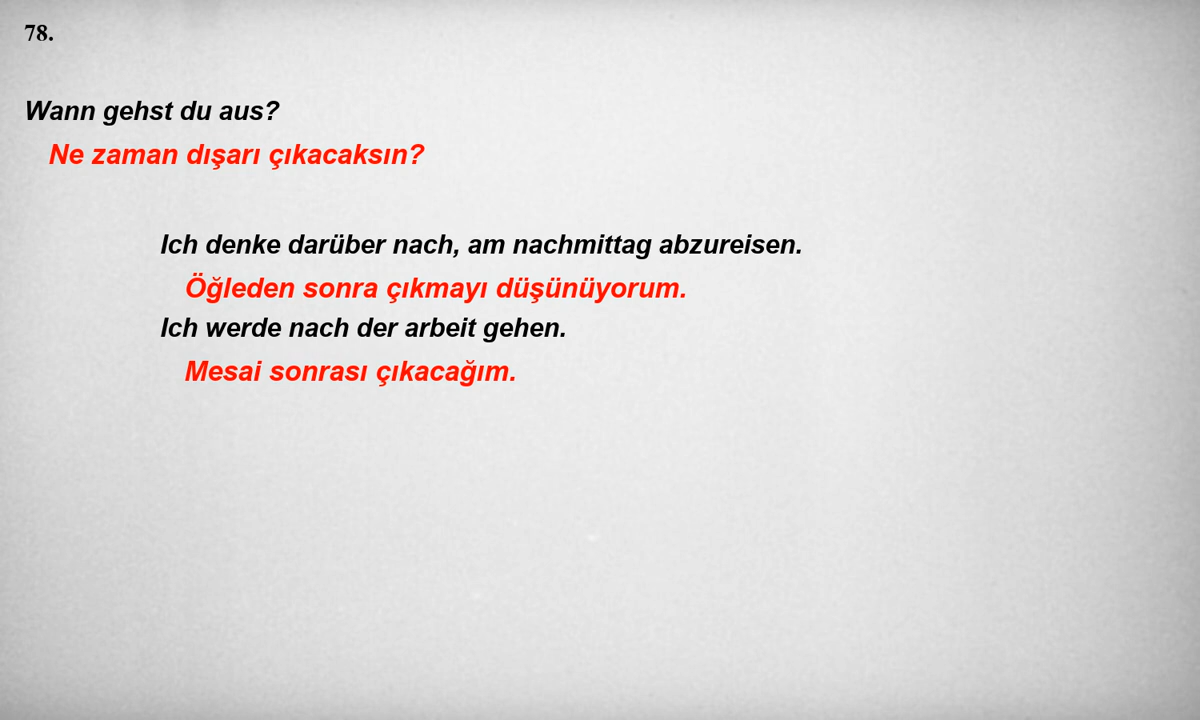 78.
Wann gehst du aus?
Ne zaman dışarı çıkacaksın?
Ich denke darüber nach, am nachmittag abzureisen.
Öğleden sonra çıkmayı düşünüyorum.
Ich werde nach der arbeit gehen.
Mesai sonrası çıkacağım.